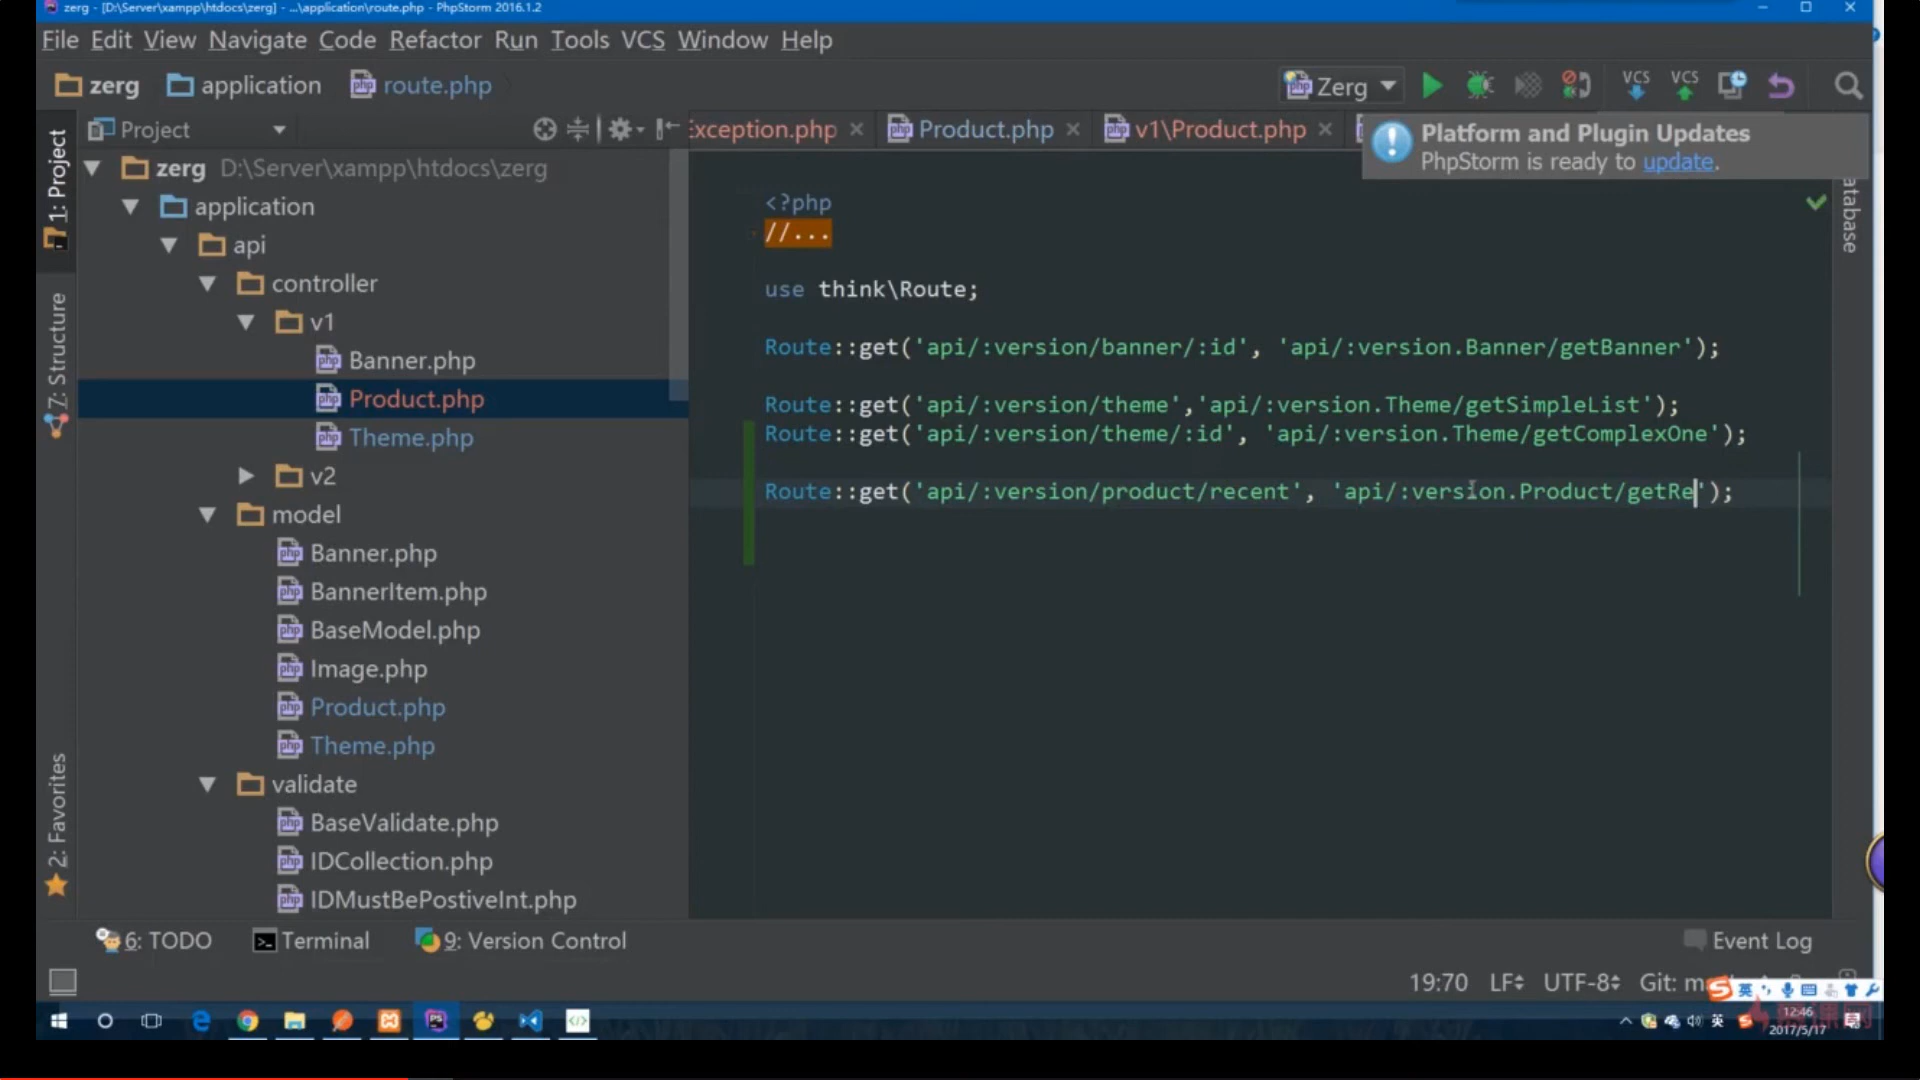 zerg - [D:\Server\xampp\htdocs\zerg] - ...\application\route.php - PhpStorm 2016.1.2
File Edit View Navigate Code Refactor Run Tools VCS Window Help
zerg application route.php
Zerg VCS VCS
Project
xception.php Product.php v1\Product.php
Platform and Plugin Updates
PhpStorm is ready to update.
1: Project
7: Structure
2: Favorites
atabase
zerg D:\Server\xampp\htdocs\zerg
application
api
controller
v1
Banner.php
Product.php
Theme.php
v2
model
Banner.php
BannerItem.php
BaseModel.php
Image.php
Product.php
Theme.php
validate
BaseValidate.php
IDCollection.php
IDMustBePostiveInt.php
<?php
//...
use think\Route;
Route::get('api/:version/banner/:id', 'api/:version.Banner/getBanner');
Route::get('api/:version/theme','api/:version.Theme/getSimpleList');
Route::get('api/:version/theme/:id', 'api/:version.Theme/getComplexOne');
Route::get('api/:version/product/recent', 'api/:version.Product/getRe');
6: TODO Terminal 9: Version Control Event Log
19:70 LF UTF-8 Git: m
英
英
12:46
2017/5/17